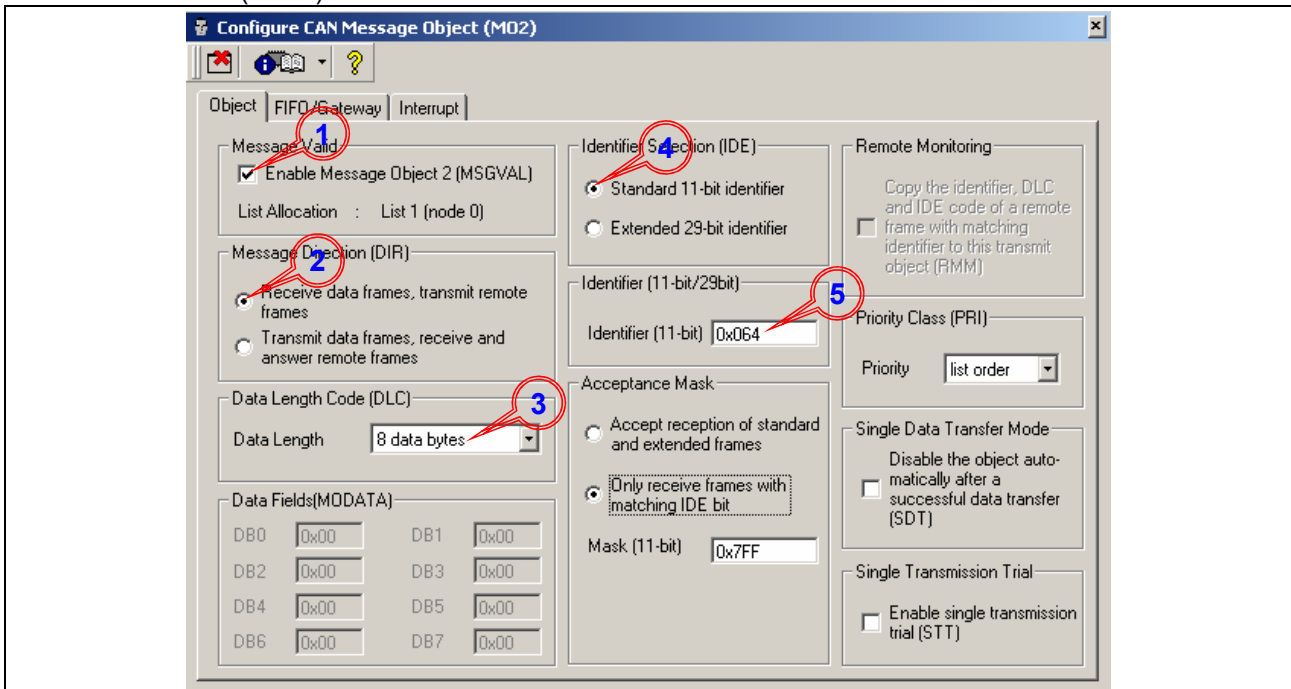 Configure CAN Message Object (MO2)
Object
FIFO/Gateway
Interrupt
1
Message Valid
Enable Message Object 2 (MSGVAL)
List Allocation : List 1 (node 0)
Message Direction (DIR)
2
Receive data frames, transmit remote
frames
Transmit data frames, receive and
answer remote frames
Data Length Code (DLC)
3
Data Length 8 data bytes
Data Fields(MODATA)
DB0 0x00 DB1 0x00
DB2 0x00 DB3 0x00
DB4 0x00 DB5 0x00
DB6 0x00 DB7 0x00
4
Identifier Selection (IDE)
Standard 11-bit identifier
Extended 29-bit identifier
Identifier (11-bit/29bit)
5
Identifier (11-bit) 0x064
Acceptance Mask
Accept reception of standard
and extended frames
Only receive frames with
matching IDE bit
Mask (11-bit) 0x7FF
Remote Monitoring
Copy the identifier, DLC
and IDE code of a remote
frame with matching
identifier to this transmit
object (RMM)
Priority Class (PRI)
Priority list order
Single Data Transfer Mode
Disable the object auto-
matically after a
successful data transfer
(SDT)
Single Transmission Trial
Enable single transmission
trial (STT)